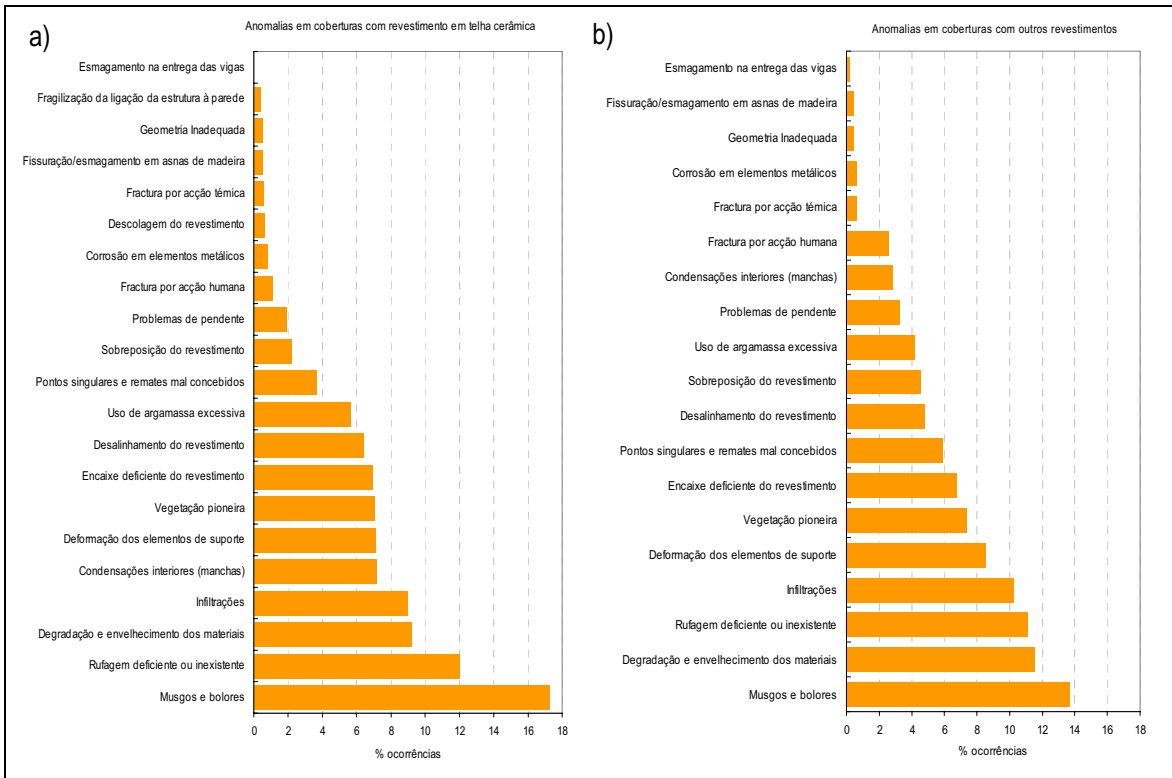 a)
Anomalias em coberturas com revestimento em telha cerâmica
Esmagamento na entrega das vigas
Fragilização da ligação da estrutura à parede
Geometria Inadequada
Fissuração/esmagamento em asnas de madeira
Fractura por acção témica
Descolagem do revestimento
Corrosão em elementos metálicos
Fractura por acção humana
Problemas de pendente
Sobreposição do revestimento
Pontos singulares e remates mal concebidos
Uso de argamassa excessiva
Desalinhamento do revestimento
Encaixe deficiente do revestimento
Vegetação pioneira
Deformação dos elementos de suporte
Condensações interiores (manchas)
Infiltrações
Degradação e envelhecimento dos materiais
Rufagem deficiente ou inexistente
Musgos e bolores
0 2 4 6 8 10 12 14 16 18
% ocorrências
b)
Anomalias em coberturas com outros revestimentos
Esmagamento na entrega das vigas
Fissuração/esmagamento em asnas de madeira
Geometria Inadequada
Corrosão em elementos metálicos
Fractura por acção témica
Fractura por acção humana
Condensações interiores (manchas)
Problemas de pendente
Uso de argamassa excessiva
Sobreposição do revestimento
Desalinhamento do revestimento
Pontos singulares e remates mal concebidos
Encaixe deficiente do revestimento
Vegetação pioneira
Deformação dos elementos de suporte
Infiltrações
Rufagem deficiente ou inexistente
Degradação e envelhecimento dos materiais
Musgos e bolores
0 2 4 6 8 10 12 14 16 18
% ocorrências